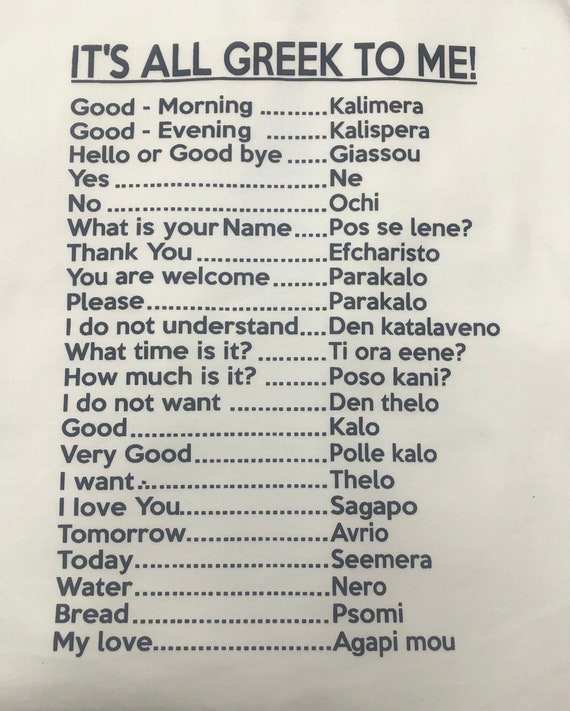 IT'S ALL GREEK TO ME!
Good - Morning ..........Kalimera
Good - Evening .........Kalispera
Hello or Good bye ......Giassou
Yes ................................Ne
No .................................Ochi
What is your Name.....Pos se lene?
Thank You ....................Efcharisto
You are welcome........Parakalo
Please...........................Parakalo
I do not understand....Den katalaveno
What time is it? ..........Ti ora eene?
How much is it? .........Poso kani?
I do not want ..............Den thelo
Good.............................Kalo
Very Good....................Polle kalo
I want ............................Thelo
I love You......................Sagapo
Tomorrow.....................Avrio
Today.............................Seemera
Water.............................Nero
Bread.............................Psomi
My love..........................Agapi mou